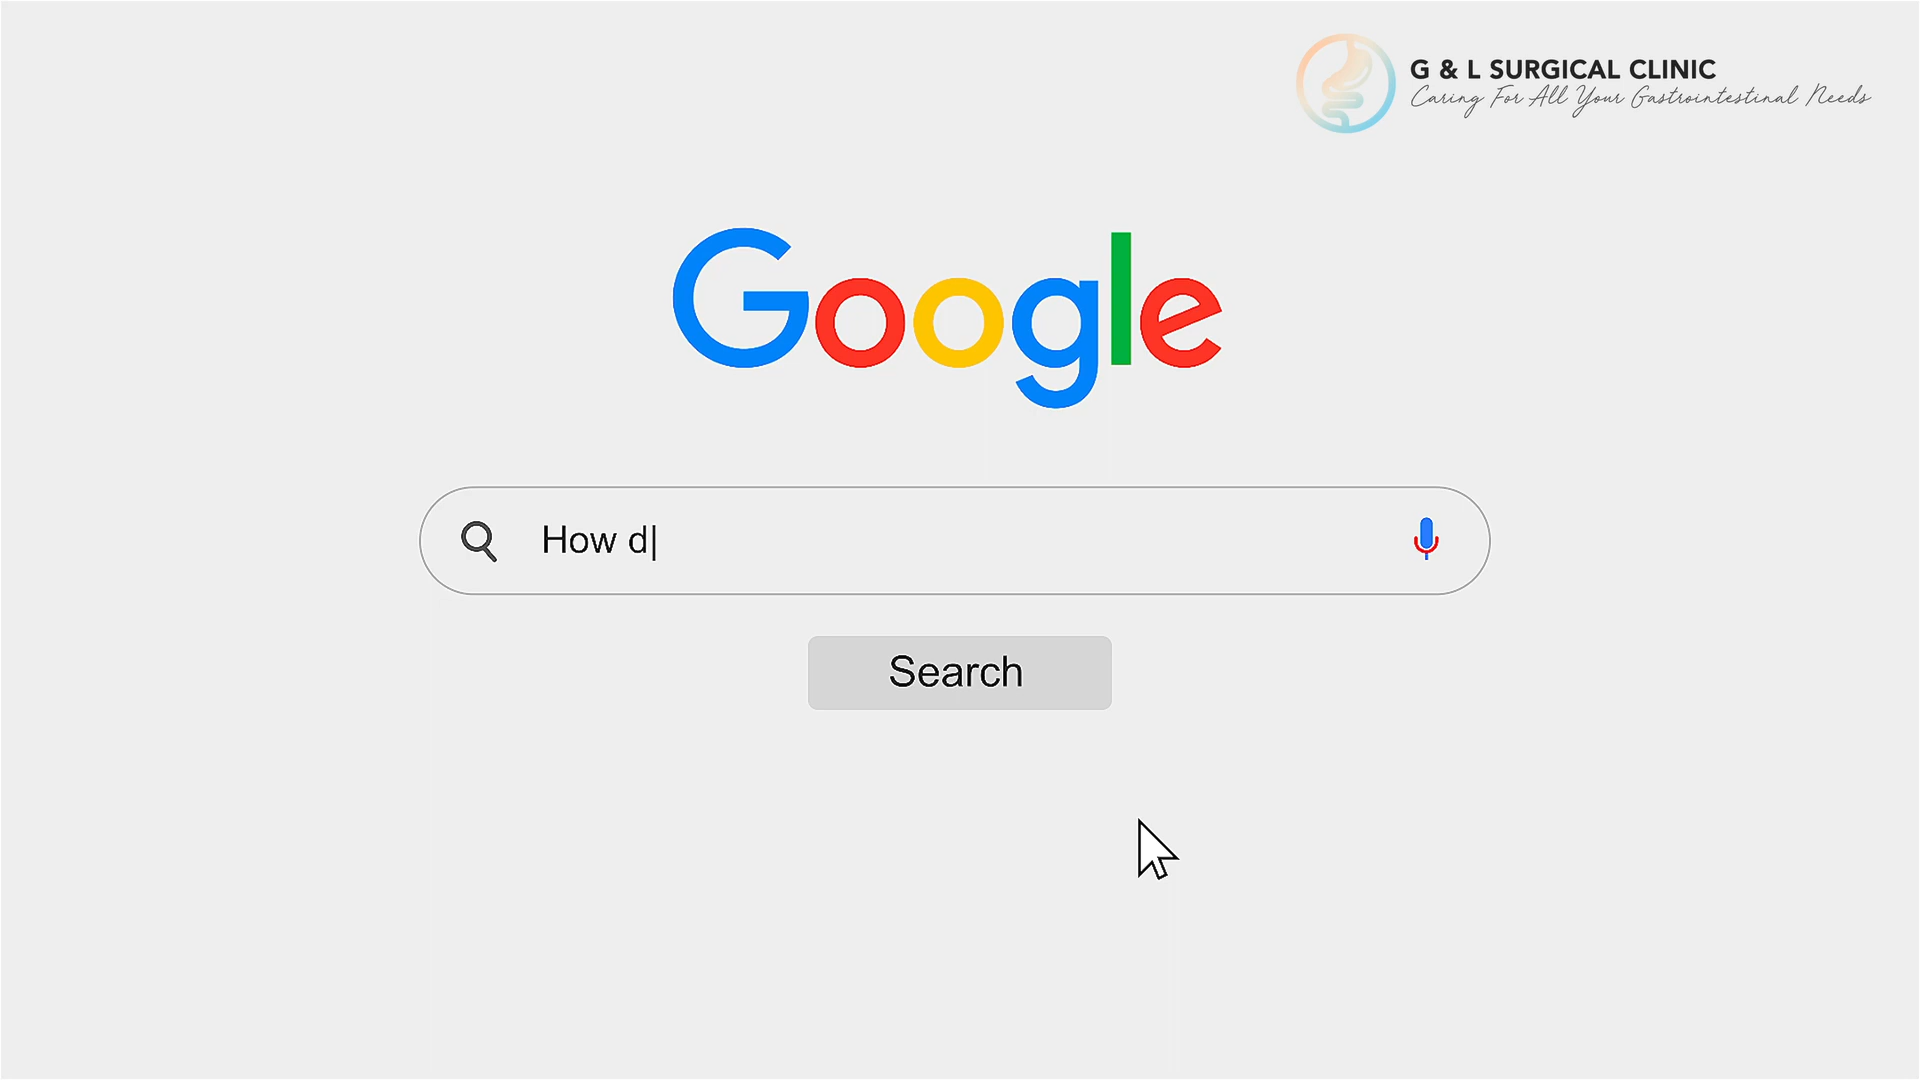 G & L SURGICAL CLINIC
Caring For All Your Gastrointestinal Needs
Google
How d
Search